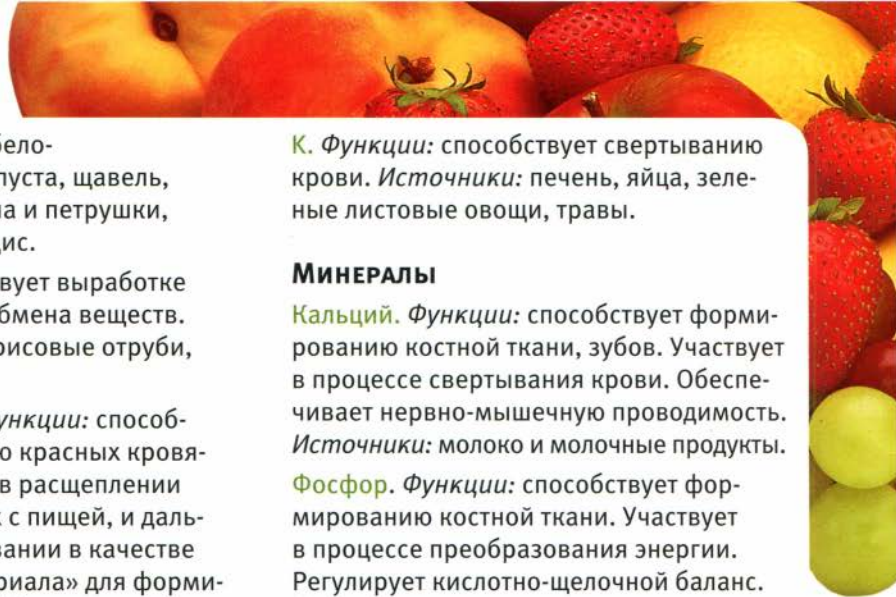 бело-
пуста, щавель,
на и петрушки,
цис.
вует выработке
бмена веществ.
рисовые отруби,
ункции: способ-
ю красных кровя-
в расщеплении
х с пищей, и даль-
вании в качестве
риала» для форми-
К. Функции: способствует свертыванию
крови. Источники: печень, яйца, зеле-
ные листовые овощи, травы.
Минералы
Кальций. Функции: способствует форми-
рованию костной ткани, зубов. Участвует
в процессе свертывания крови. Обеспе-
чивает нервно-мышечную проводимость.
Источники: молоко и молочные продукты.
Фосфор. Функции: способствует фор-
мированию костной ткани. Участвует
в процессе преобразования энергии.
Регулирует кислотно-щелочной баланс.